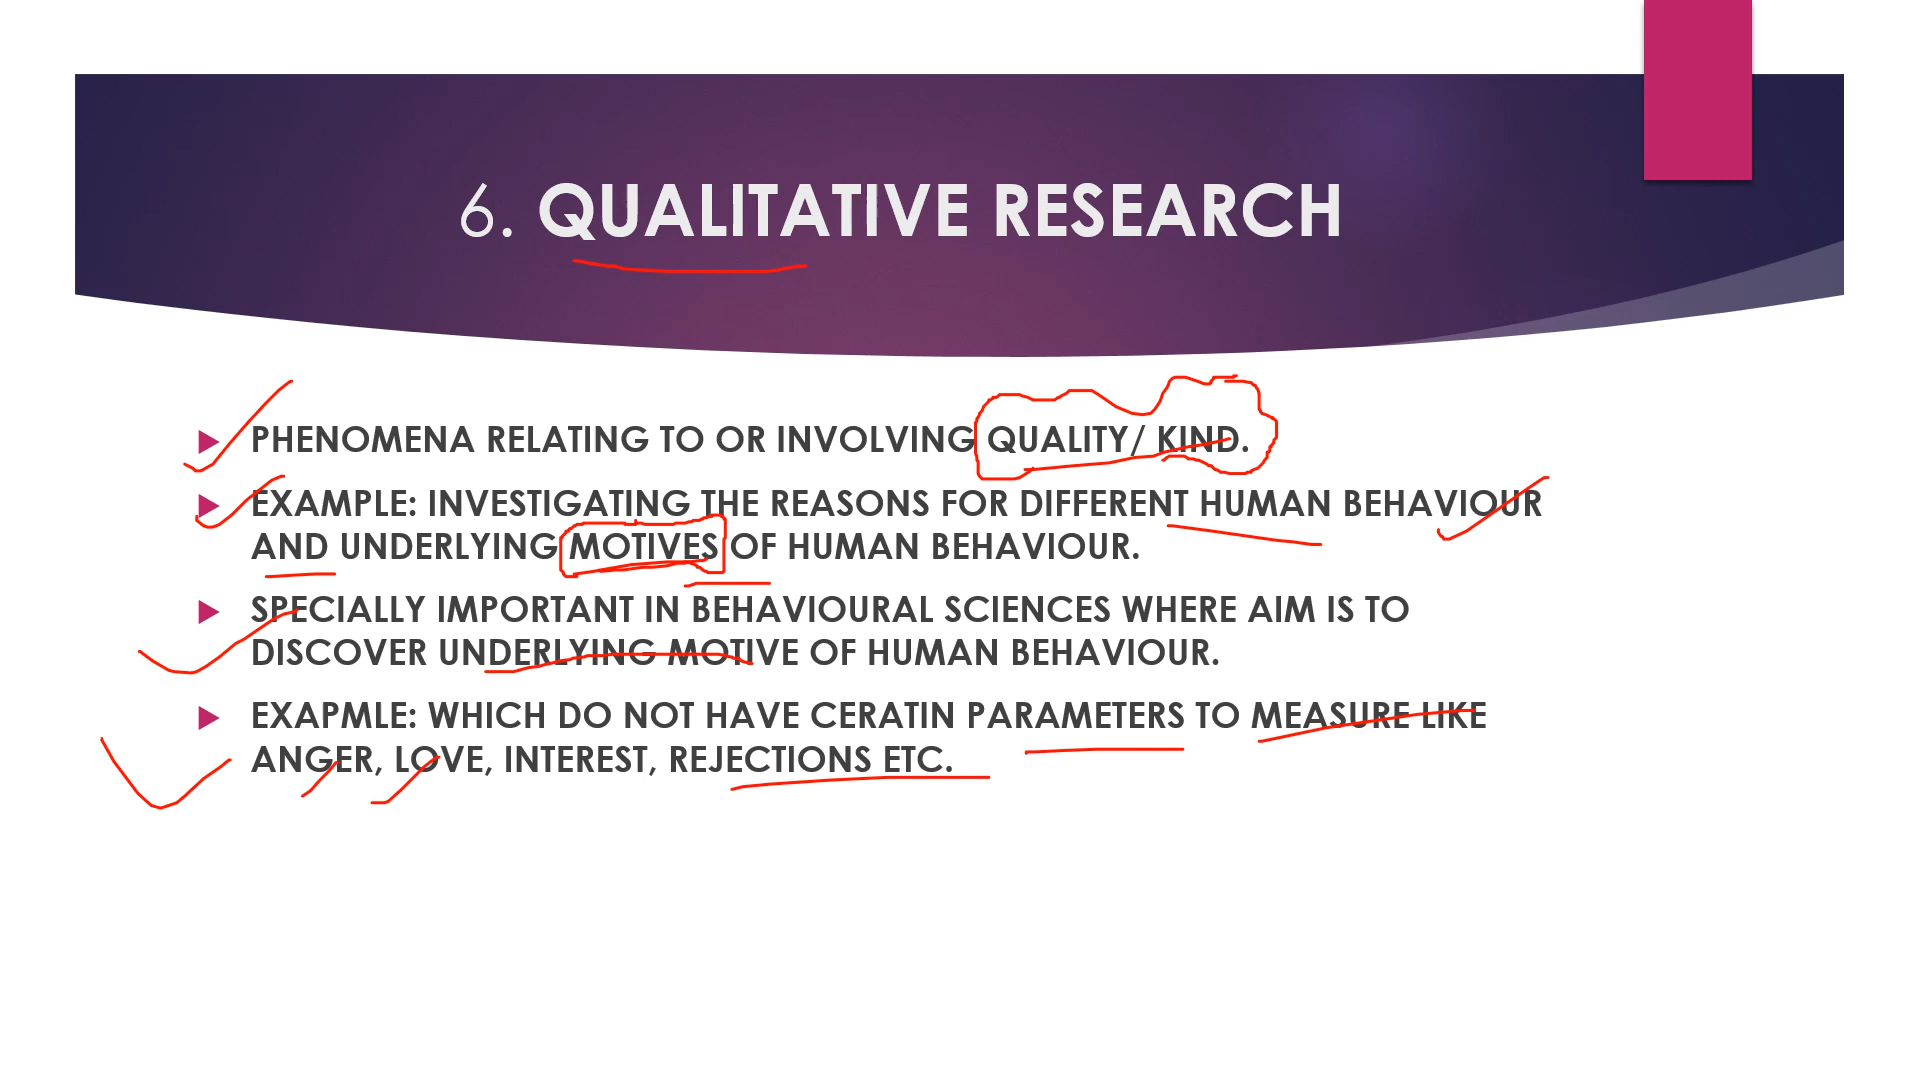 6. QUALITATIVE RESEARCH
PHENOMENA RELATING TO OR INVOLVING QUALITY/ KIND.
EXAMPLE: INVESTIGATING THE REASONS FOR DIFFERENT HUMAN BEHAVIOUR
AND UNDERLYING MOTIVES OF HUMAN BEHAVIOUR.
SPECIALLY IMPORTANT IN BEHAVIOURAL SCIENCES WHERE AIM IS TO
DISCOVER UNDERLYING MOTIVE OF HUMAN BEHAVIOUR.
EXAPMLE: WHICH DO NOT HAVE CERATIN PARAMETERS TO MEASURE LIKE
ANGER, LOVE, INTEREST, REJECTIONS ETC.